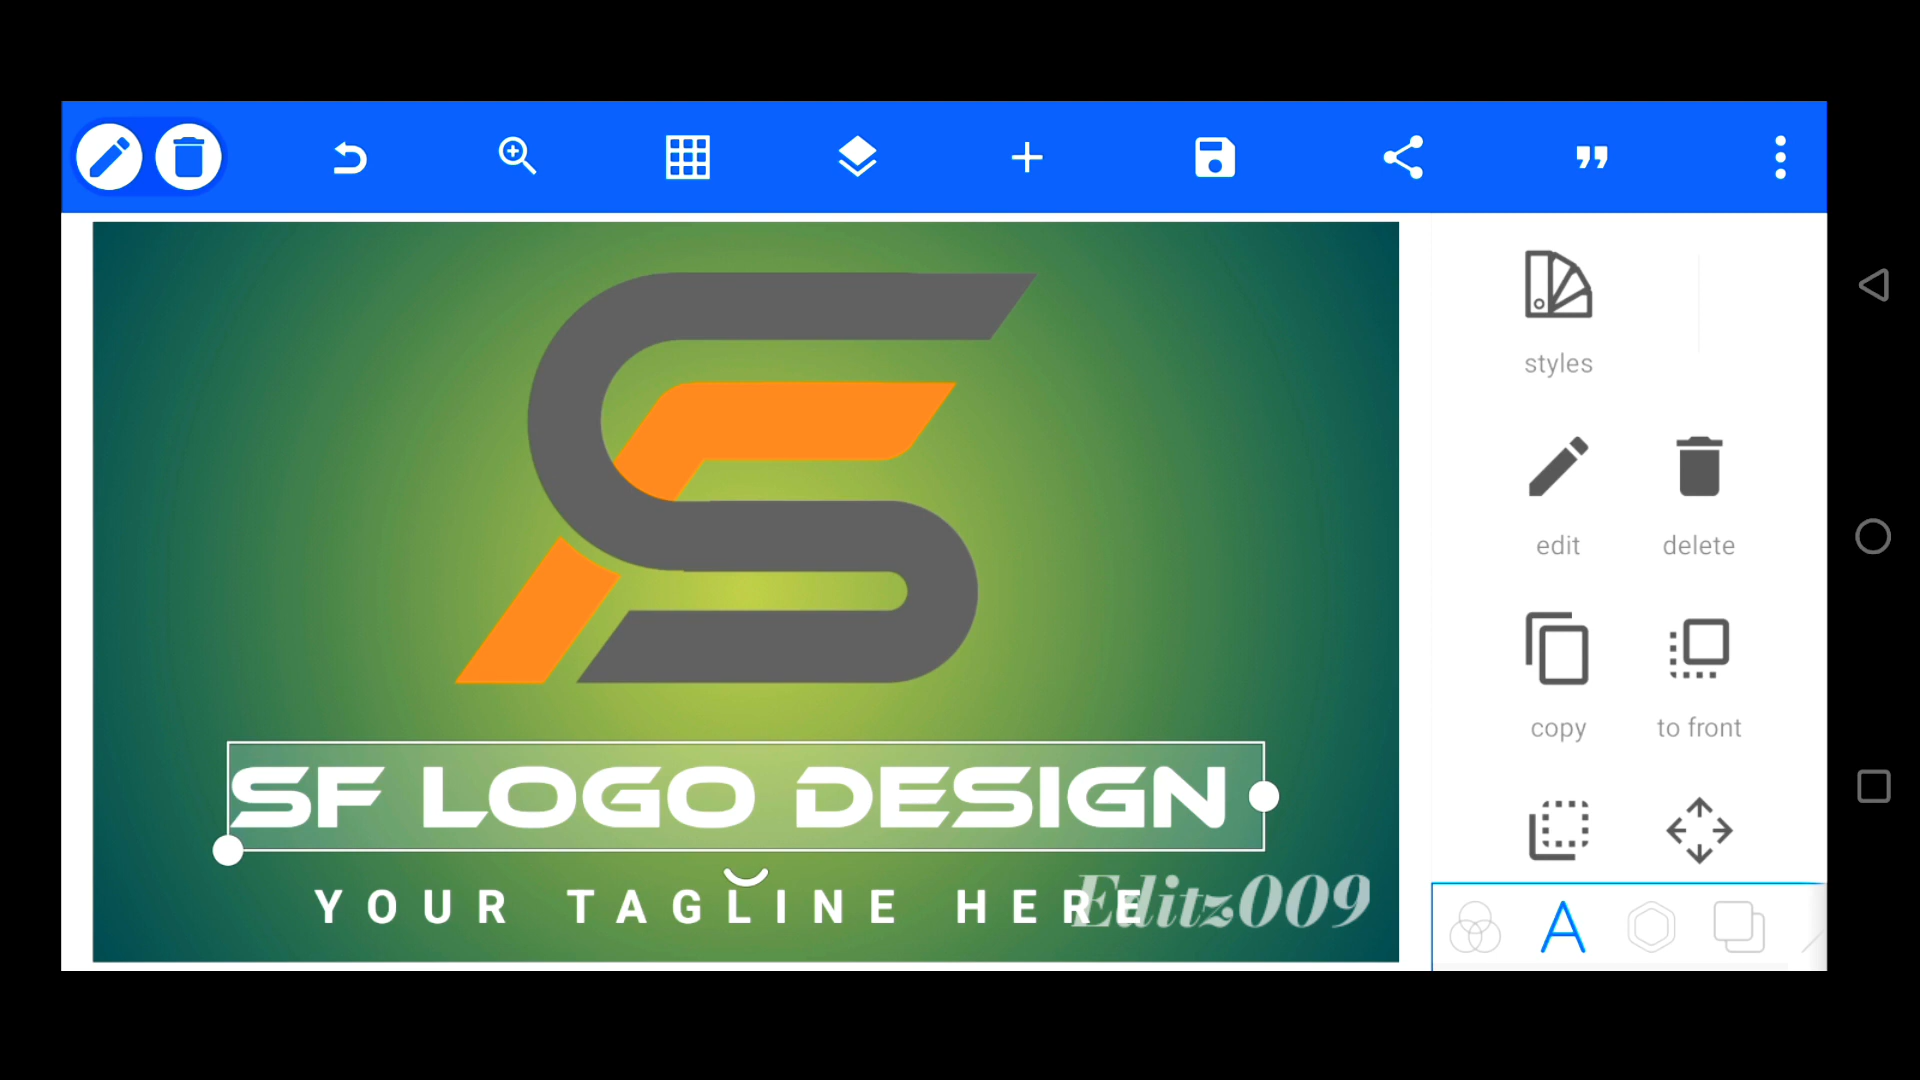 styles
edit
delete
copy
to front
SF LOGO DESIGN
YOUR TAGLINE HERE
Editz009